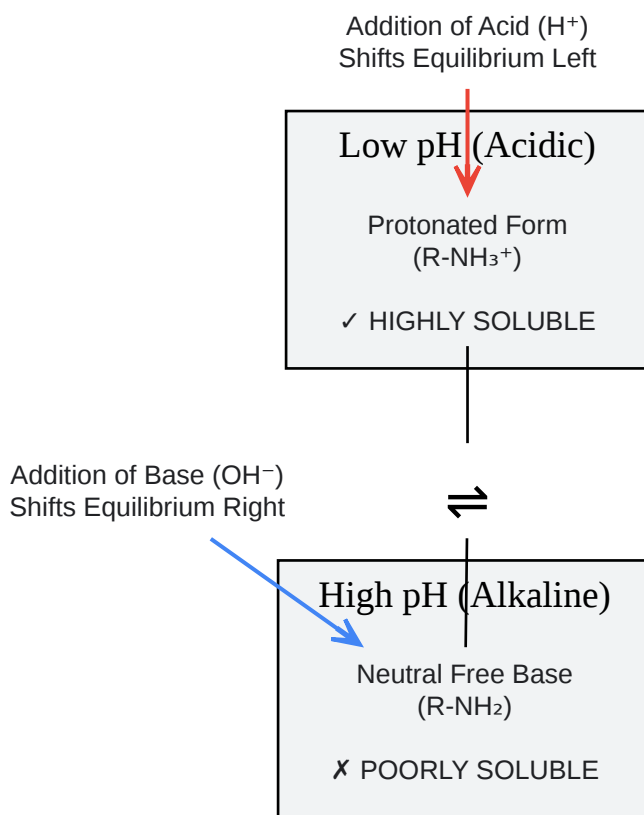 Addition of Acid (H⁺)
Shifts Equilibrium Left
Low pH (Acidic)
Protonated Form
(R-NH₃⁺)
✓ HIGHLY SOLUBLE
Addition of Base (OH⁻)
Shifts Equilibrium Right
⇌
High pH (Alkaline)
Neutral Free Base
(R-NH₂)
✗ POORLY SOLUBLE